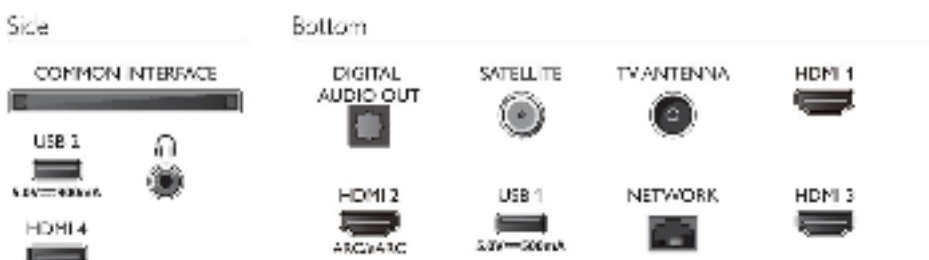 Side
COMMON INTERFACE
USB 2
HDMI 4
Bottom
DIGITAL
AUDIO OUT
SATELLITE
TV ANTENNA
HDMI 1
HDMI 2
ARC/eARC
USB 1
5.0V⎓500mA
NETWORK
HDMI 3